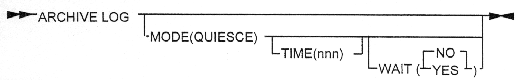 ARCHIVE LOG
MODE(QUIESCE)
TIME(nnn)
NO
WAIT ( YES )